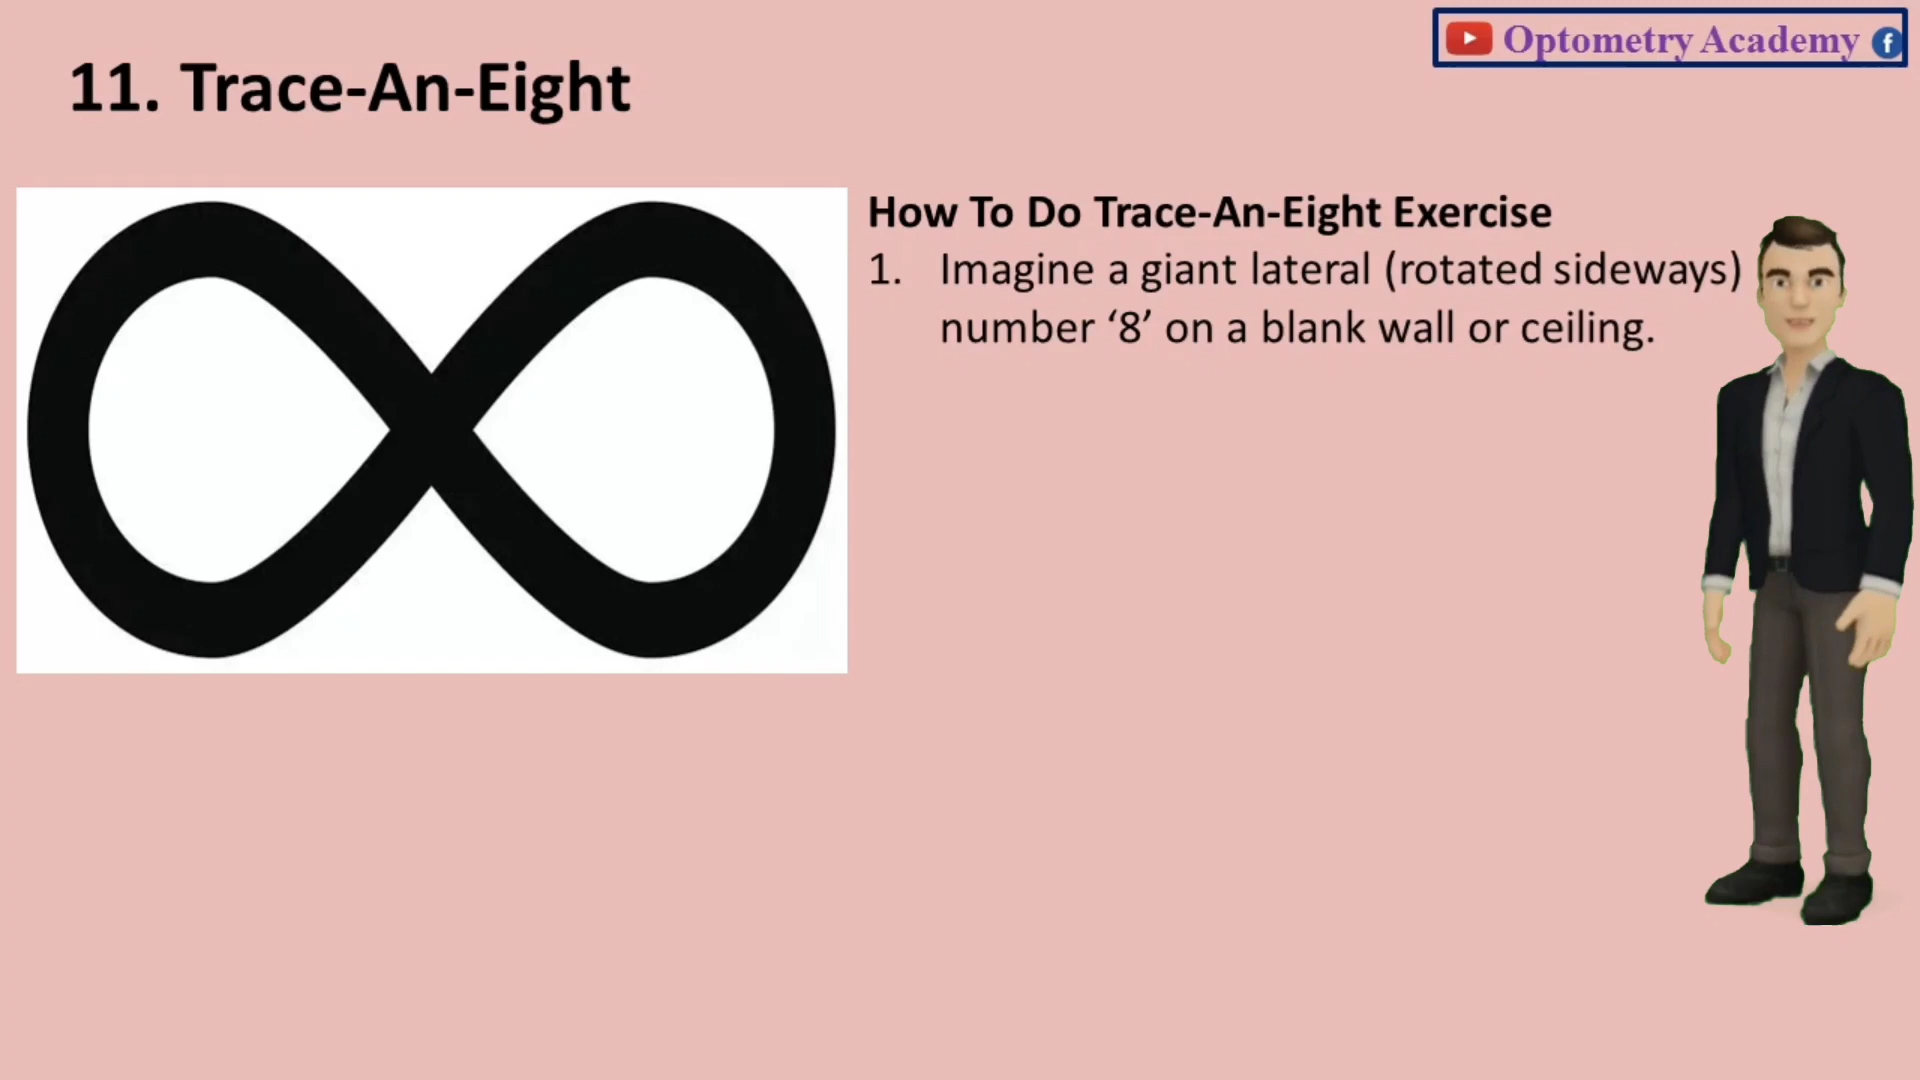 Optometry Academy f
11. Trace-An-Eight
How To Do Trace-An-Eight Exercise
1. Imagine a giant lateral (rotated sideways)
number ‘8’ on a blank wall or ceiling.